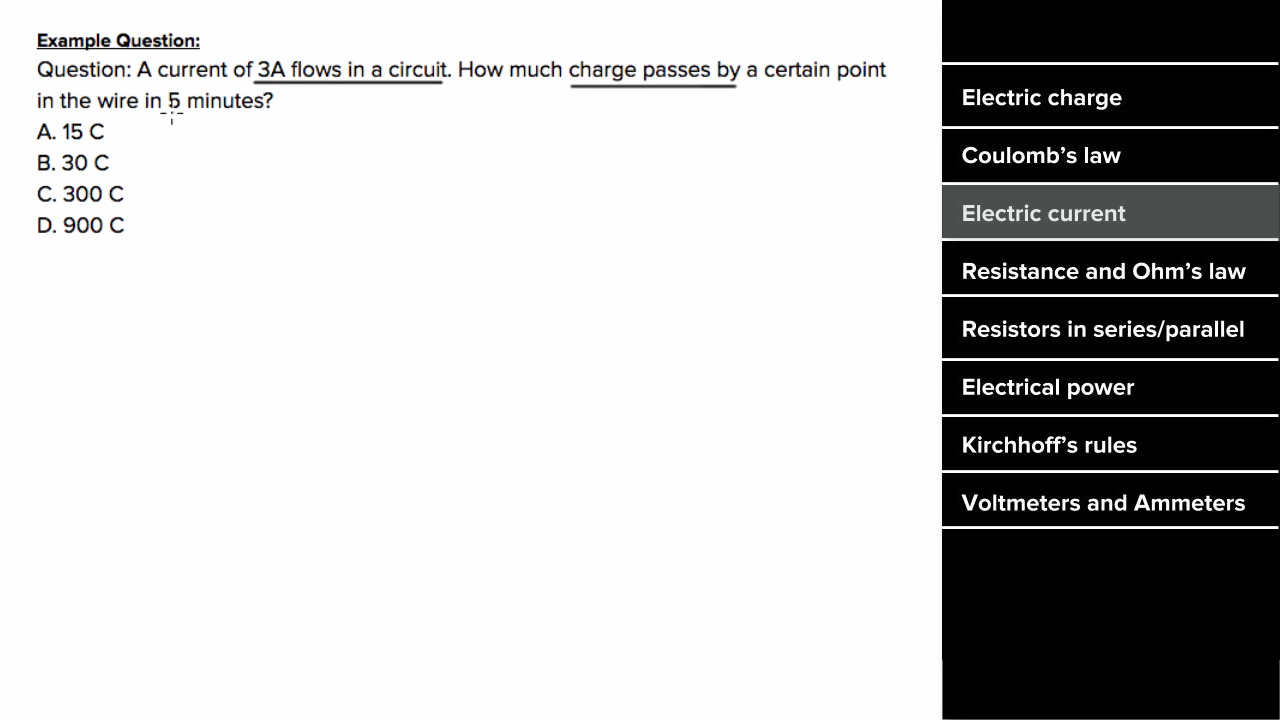 Example Question:
Question: A current of 3A flows in a circuit. How much charge passes by a certain point
in the wire in 5 minutes?
A. 15 C
B. 30 C
C. 300 C
D. 900 C
Electric charge
Coulomb’s law
Electric current
Resistance and Ohm’s law
Resistors in series/parallel
Electrical power
Kirchhoff’s rules
Voltmeters and Ammeters